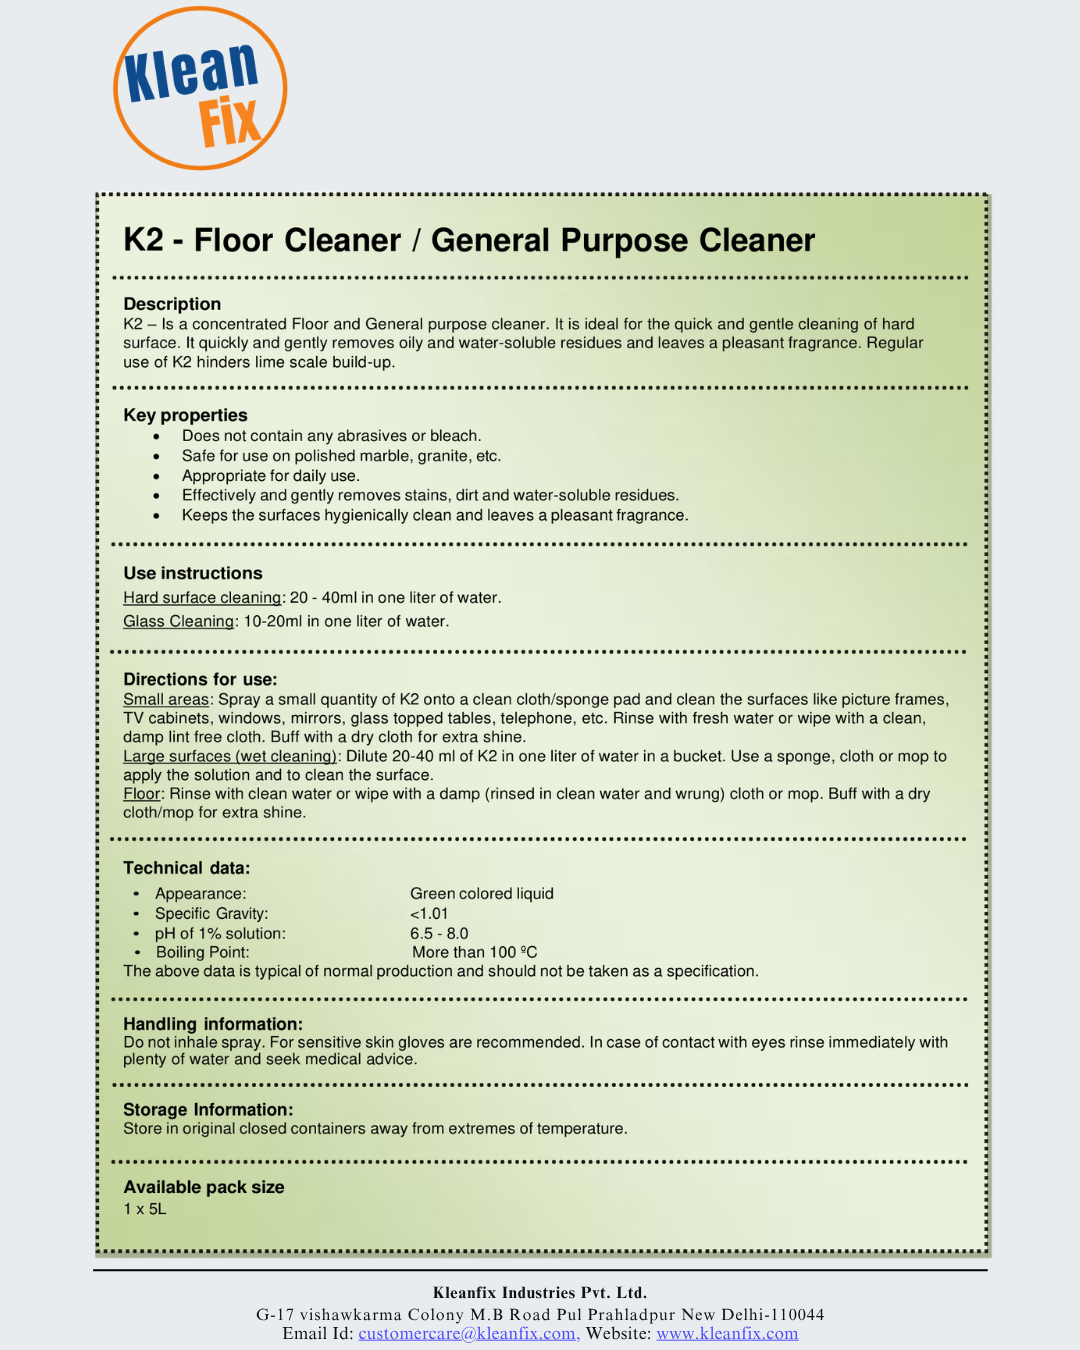 Klean
Fix
K2 - Floor Cleaner / General Purpose Cleaner
Description
K2 – Is a concentrated Floor and General purpose cleaner. It is ideal for the quick and gentle cleaning of hard
surface. It quickly and gently removes oily and water-soluble residues and leaves a pleasant fragrance. Regular
use of K2 hinders lime scale build-up.
Key properties
• Does not contain any abrasives or bleach.
• Safe for use on polished marble, granite, etc.
• Appropriate for daily use.
• Effectively and gently removes stains, dirt and water-soluble residues.
• Keeps the surfaces hygienically clean and leaves a pleasant fragrance.
Use instructions
Hard surface cleaning: 20 - 40ml in one liter of water.
Glass Cleaning: 10-20ml in one liter of water.
Directions for use:
Small areas: Spray a small quantity of K2 onto a clean cloth/sponge pad and clean the surfaces like picture frames,
TV cabinets, windows, mirrors, glass topped tables, telephone, etc. Rinse with fresh water or wipe with a clean,
damp lint free cloth. Buff with a dry cloth for extra shine.
Large surfaces (wet cleaning): Dilute 20-40 ml of K2 in one liter of water in a bucket. Use a sponge, cloth or mop to
apply the solution and to clean the surface.
Floor: Rinse with clean water or wipe with a damp (rinsed in clean water and wrung) cloth or mop. Buff with a dry
cloth/mop for extra shine.
Technical data:
• Appearance: Green colored liquid
• Specific Gravity: <1.01
• pH of 1% solution: 6.5 - 8.0
• Boiling Point: More than 100 ºC
The above data is typical of normal production and should not be taken as a specification.
Handling information:
Do not inhale spray. For sensitive skin gloves are recommended. In case of contact with eyes rinse immediately with
plenty of water and seek medical advice.
Storage Information:
Store in original closed containers away from extremes of temperature.
Available pack size
1 x 5L
Kleanfix Industries Pvt. Ltd.
G-17 vishawkarma Colony M.B Road Pul Prahladpur New Delhi-110044
Email Id: customercare@kleanfix.com, Website: www.kleanfix.com